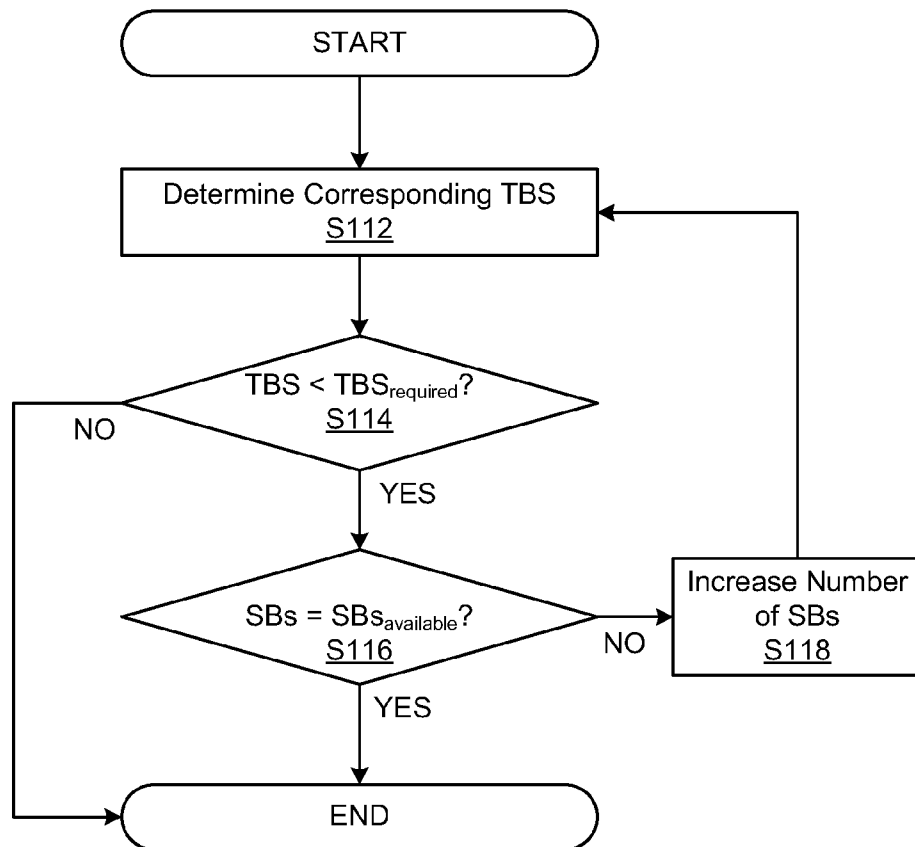 START
Determine Corresponding TBS
S112
TBS < TBSrequired?
S114
NO
YES
SBs = SBsavailable?
S116
NO
Increase Number
of SBs
S118
YES
END